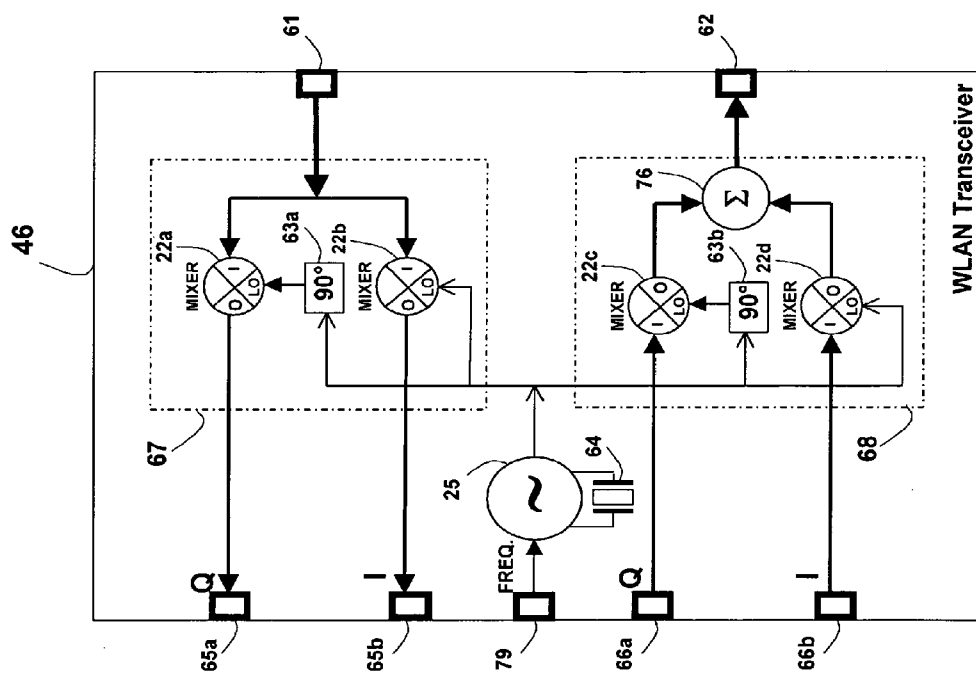 46
61
62
67
22a
MIXER
I
O
LO
63a
90°
22b
MIXER
I
O
LO
Q
65a
I
65b
25
~
64
FREQ.
79
68
22c
MIXER
I
O
LO
63b
90°
22d
MIXER
I
O
LO
76
Σ
Q
66a
I
66b
WLAN Transceiver